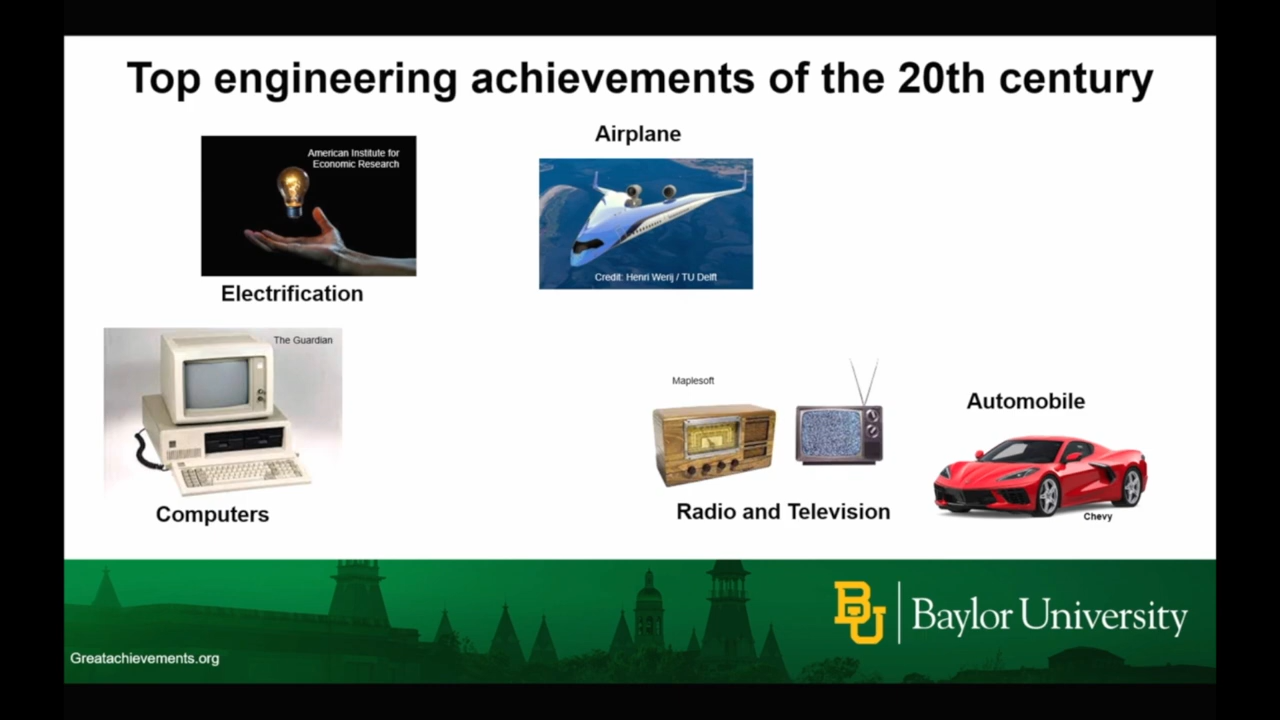 Top engineering achievements of the 20th century
American Institute for
Economic Research
Electrification
Airplane
Credit: Henri Werij / TU Delft
The Guardian
Computers
Maplesoft
Radio and Television
Automobile
Chevy
BU
Baylor University
Greatachievements.org